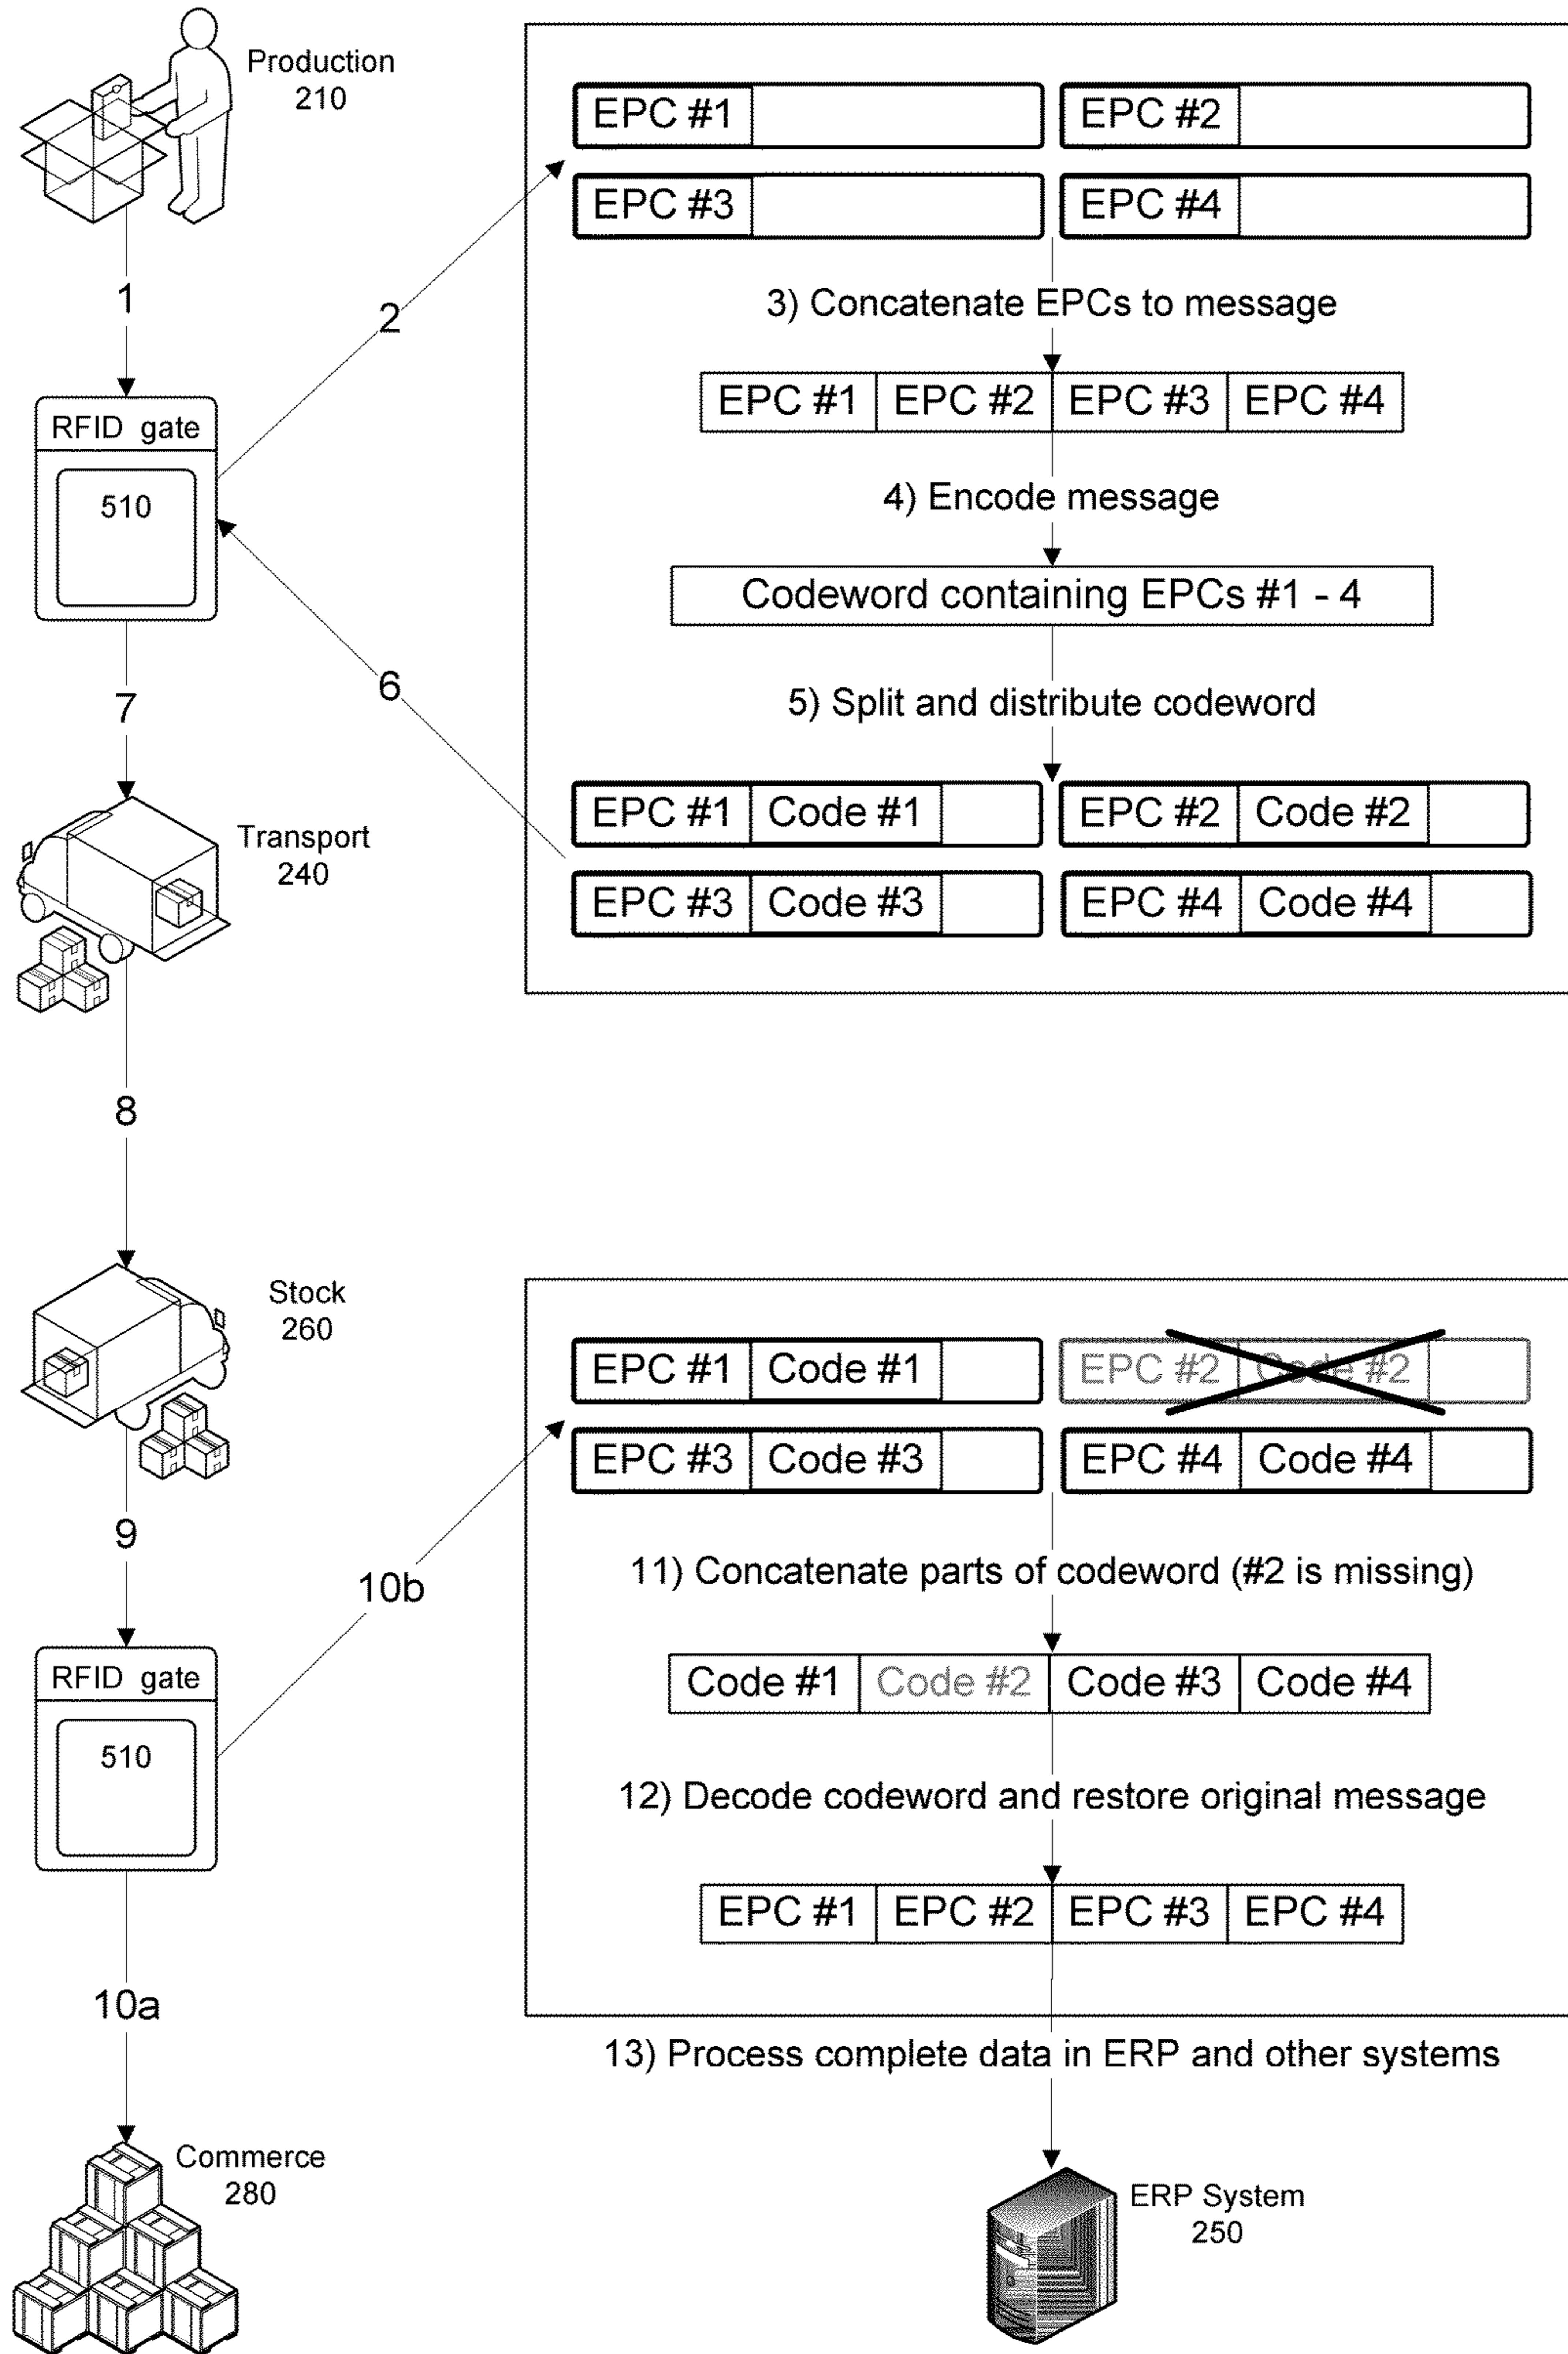 Production
210
EPC #1
EPC #2
EPC #3
EPC #4
1
2
3) Concatenate EPCs to message
EPC #1 EPC #2 EPC #3 EPC #4
RFID gate
510
4) Encode message
Codeword containing EPCs #1 - 4
6
7
5) Split and distribute codeword
EPC #1 Code #1
EPC #2 Code #2
EPC #3 Code #3
EPC #4 Code #4
Transport
240
8
Stock
260
EPC #1 Code #1
EPC #2 Code #2
EPC #3 Code #3
EPC #4 Code #4
9
10b
11) Concatenate parts of codeword (#2 is missing)
Code #1 Code #2 Code #3 Code #4
RFID gate
510
12) Decode codeword and restore original message
EPC #1 EPC #2 EPC #3 EPC #4
10a
13) Process complete data in ERP and other systems
Commerce
280
ERP System
250